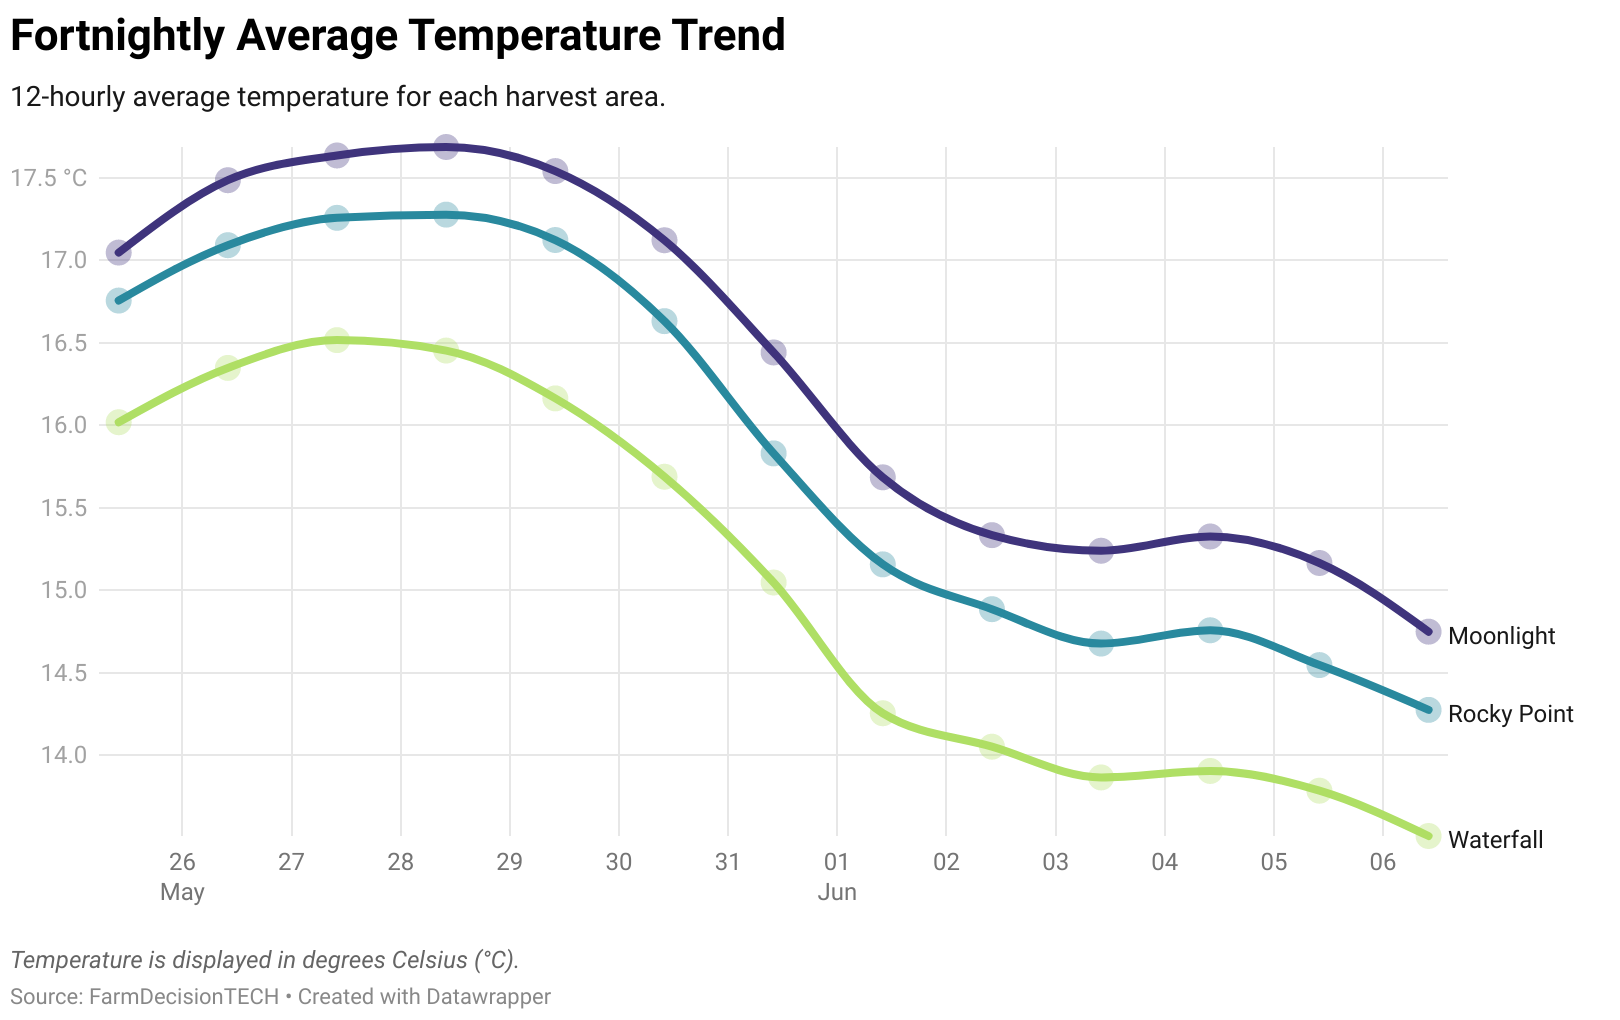 Fortnightly Average Temperature Trend
12-hourly average temperature for each harvest area.
17.5 °C
17.0
16.5
16.0
15.5
15.0
14.5
14.0
Moonlight
Rocky Point
Waterfall
26 27 28 29 30 31 01 02 03 04 05 06
May Jun
Temperature is displayed in degrees Celsius (°C).
Source: FarmDecisionTECH • Created with Datawrapper